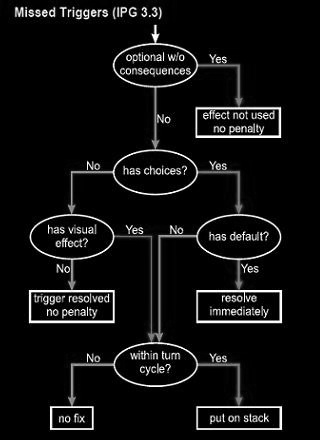 Missed Triggers (IPG 3.3)
optional w/o
consequences
Yes
effect not used
no penalty
No
has choices?
No
Yes
has visual
effect?
Yes
No
has default?
No
Yes
trigger resolved
no penalty
resolve
immediately
within turn
cycle?
No
Yes
no fix
put on stack